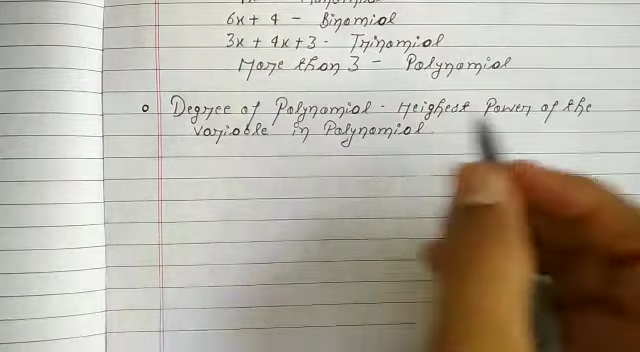 6x + 4 - Binomial
3x + 4x + 3 - Trinomial
More than 3 - Polynomial
Degree of Polynomial - Heighest Power of the
variable in Polynomial.